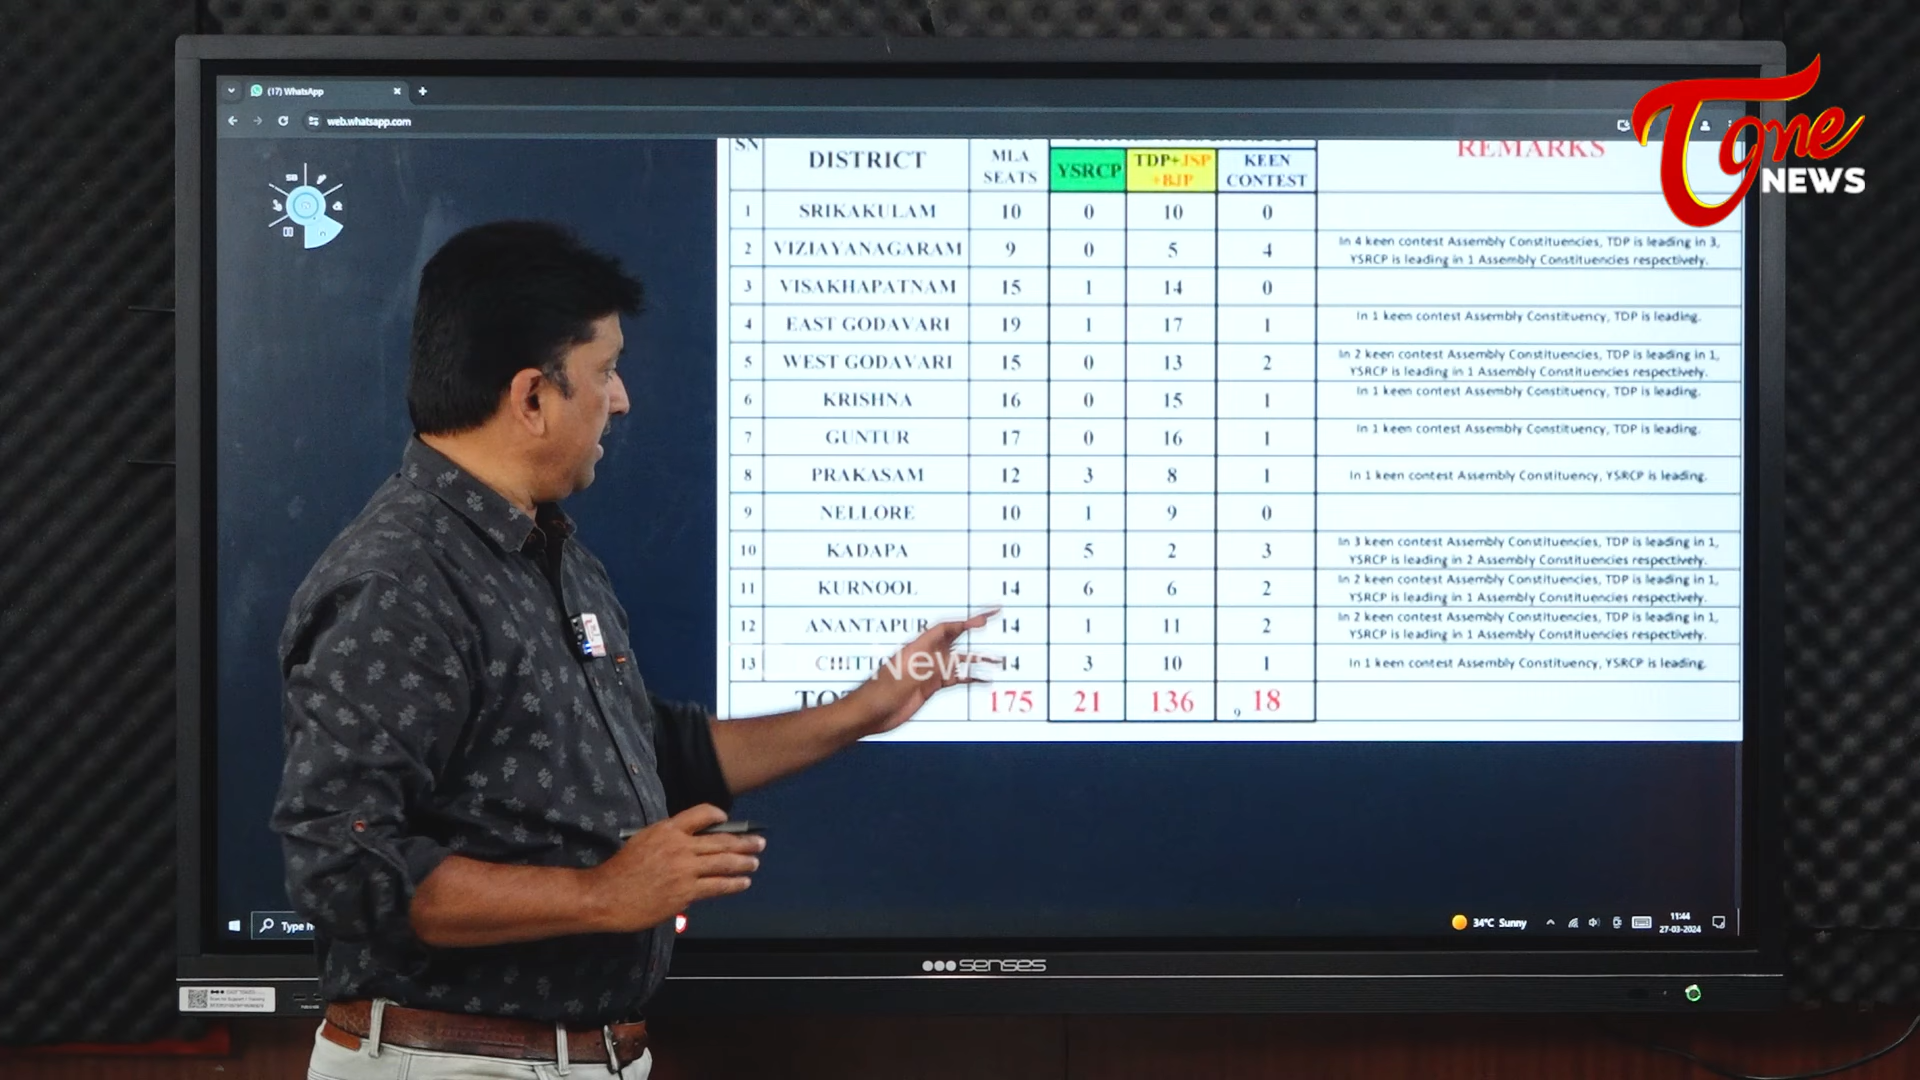 (17) WhatsApp
web.whatsapp.com
Tone
NEWS
SN DISTRICT MLA SEATS YSRCP TDP+JSP+BJP KEEN CONTEST REMARKS
1 SRIKAKULAM 10 0 10 0
2 VIZIAYANAGARAM 9 0 5 4 In 4 keen contest Assembly Constituencies, TDP is leading in 3,
YSRCP is leading in 1 Assembly Constituencies respectively.
3 VISAKHAPATNAM 15 1 14 0
4 EAST GODAVARI 19 1 17 1 In 1 keen contest Assembly Constituency, TDP is leading.
5 WEST GODAVARI 15 0 13 2 In 2 keen contest Assembly Constituencies, TDP is leading in 1,
YSRCP is leading in 1 Assembly Constituencies respectively.
6 KRISHNA 16 0 15 1 In 1 keen contest Assembly Constituency, TDP is leading.
7 GUNTUR 17 0 16 1 In 1 keen contest Assembly Constituency, TDP is leading.
8 PRAKASAM 12 3 8 1 In 1 keen contest Assembly Constituency, YSRCP is leading.
9 NELLORE 10 1 9 0
10 KADAPA 10 5 2 3 In 3 keen contest Assembly Constituencies, TDP is leading in 1,
YSRCP is leading in 2 Assembly Constituencies respectively.
11 KURNOOL 14 6 6 2 In 2 keen contest Assembly Constituencies, TDP is leading in 1,
YSRCP is leading in 1 Assembly Constituencies respectively.
12 ANANTAPUR 14 1 11 2 In 2 keen contest Assembly Constituencies, TDP is leading in 1,
YSRCP is leading in 1 Assembly Constituencies respectively.
13 CHITTO 14 3 10 1 In 1 keen contest Assembly Constituency, YSRCP is leading.
News
TO 175 21 136 9 18
Type h
34°C Sunny
11:44
27-03-2024
senses